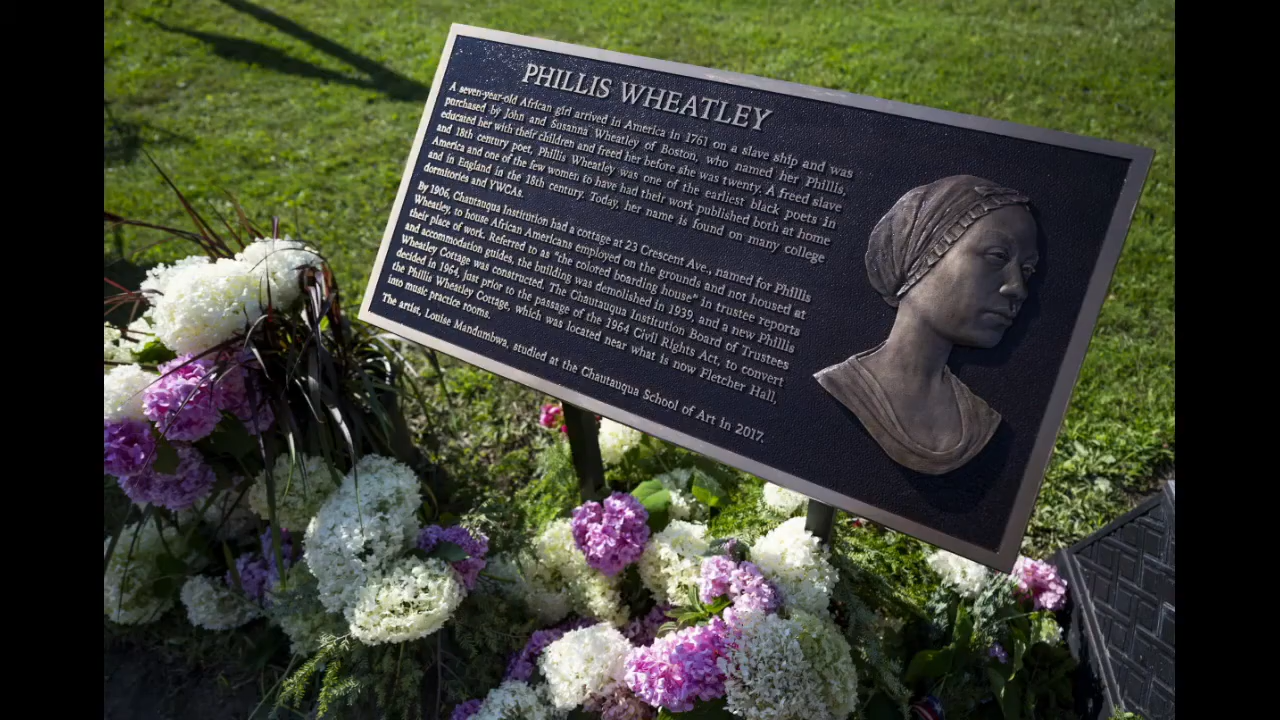 PHILLIS WHEATLEY
A seven-year-old African girl arrived in America in 1761 on a slave ship and was
purchased by John and Susanna Wheatley of Boston, who named her Phillis,
educated her with their children and freed her before she was twenty. A freed slave
and 18th century poet, Phillis Wheatley was one of the earliest black poets in
America and one of the few women to have had their work published both at home
and in England in the 18th century. Today, her name is found on many college
dormitories and YWCAs.
By 1906, Chautauqua Institution had a cottage at 23 Crescent Ave., named for Phillis
Wheatley, to house African Americans employed on the grounds and not housed at
their place of work. Referred to as "the colored boarding house" in trustee reports
and accommodation guides, the building was demolished in 1939, and a new Phillis
Wheatley Cottage was constructed. The Chautauqua Institution Board of Trustees
decided in 1964, just prior to the passage of the 1964 Civil Rights Act, to convert
the Phillis Wheatley Cottage, which was located near what is now Fletcher Hall,
into music practice rooms.
The artist, Louise Mandumbwa, studied at the Chautauqua School of Art in 2017.